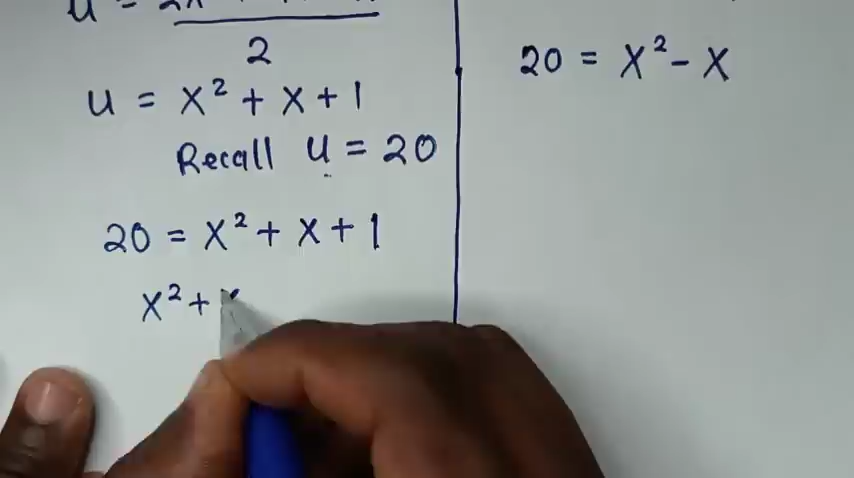 2
u = x² + x + 1
Recall u = 20
20 = x² + x + 1
x² +
20 = x² - x